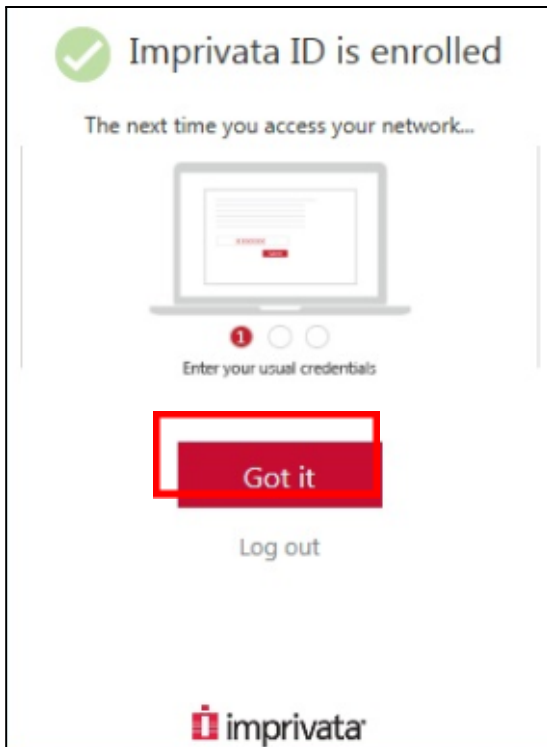 Imprivata ID is enrolled
The next time you access your network...
1
Enter your usual credentials
Got it
Log out
imprivata